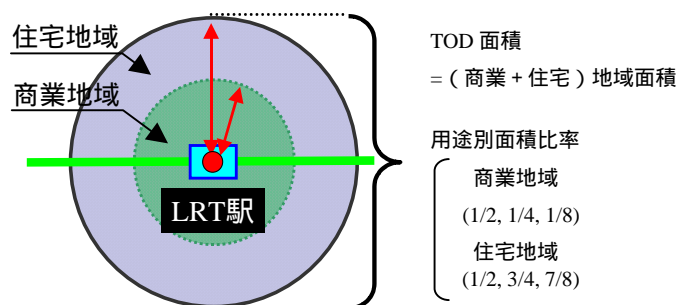 住宅地域
商業地域
LRT駅
TOD 面積
=(商業+住宅)地域面積
用途別面積比率
商業地域
(1/2, 1/4, 1/8)
住宅地域
(1/2, 3/4, 7/8)